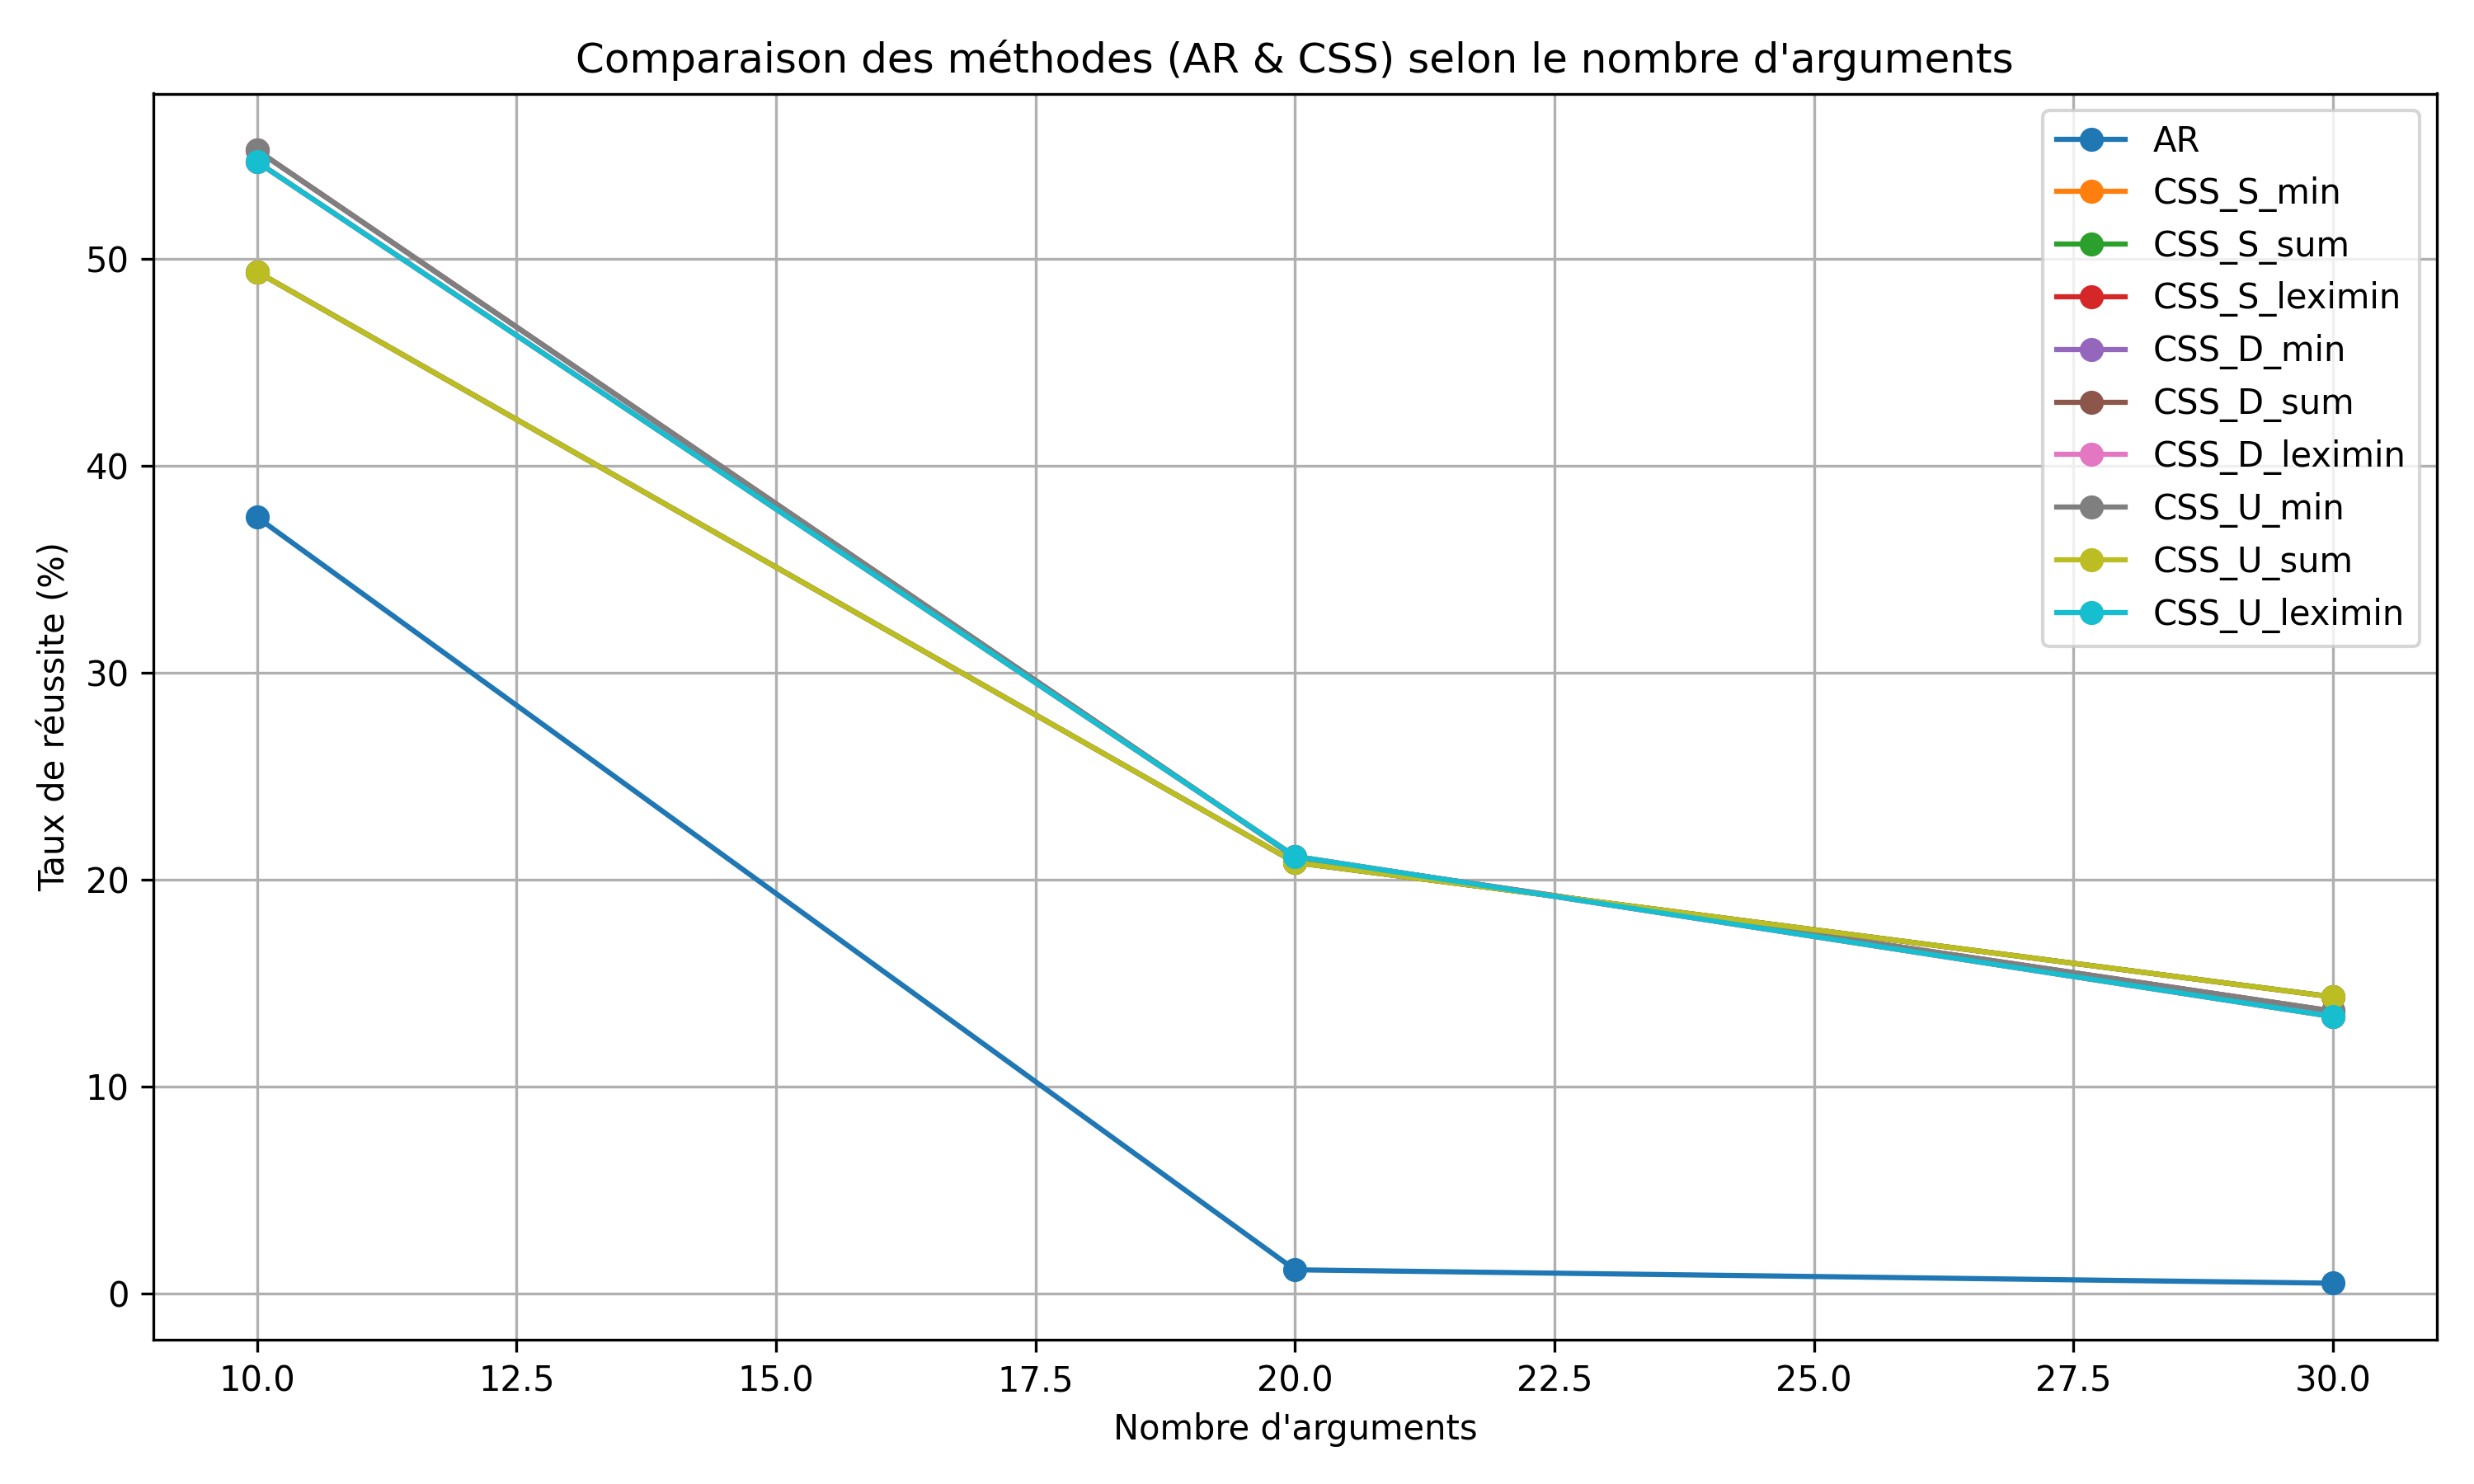 Comparaison des méthodes (AR & CSS) selon le nombre d'arguments
AR
CSS_S_min
CSS_S_sum
CSS_S_leximin
CSS_D_min
CSS_D_sum
CSS_D_leximin
CSS_U_min
CSS_U_sum
CSS_U_leximin
Taux de réussite (%)
50
40
30
20
10
0
10.0 12.5 15.0 17.5 20.0 22.5 25.0 27.5 30.0
Nombre d'arguments